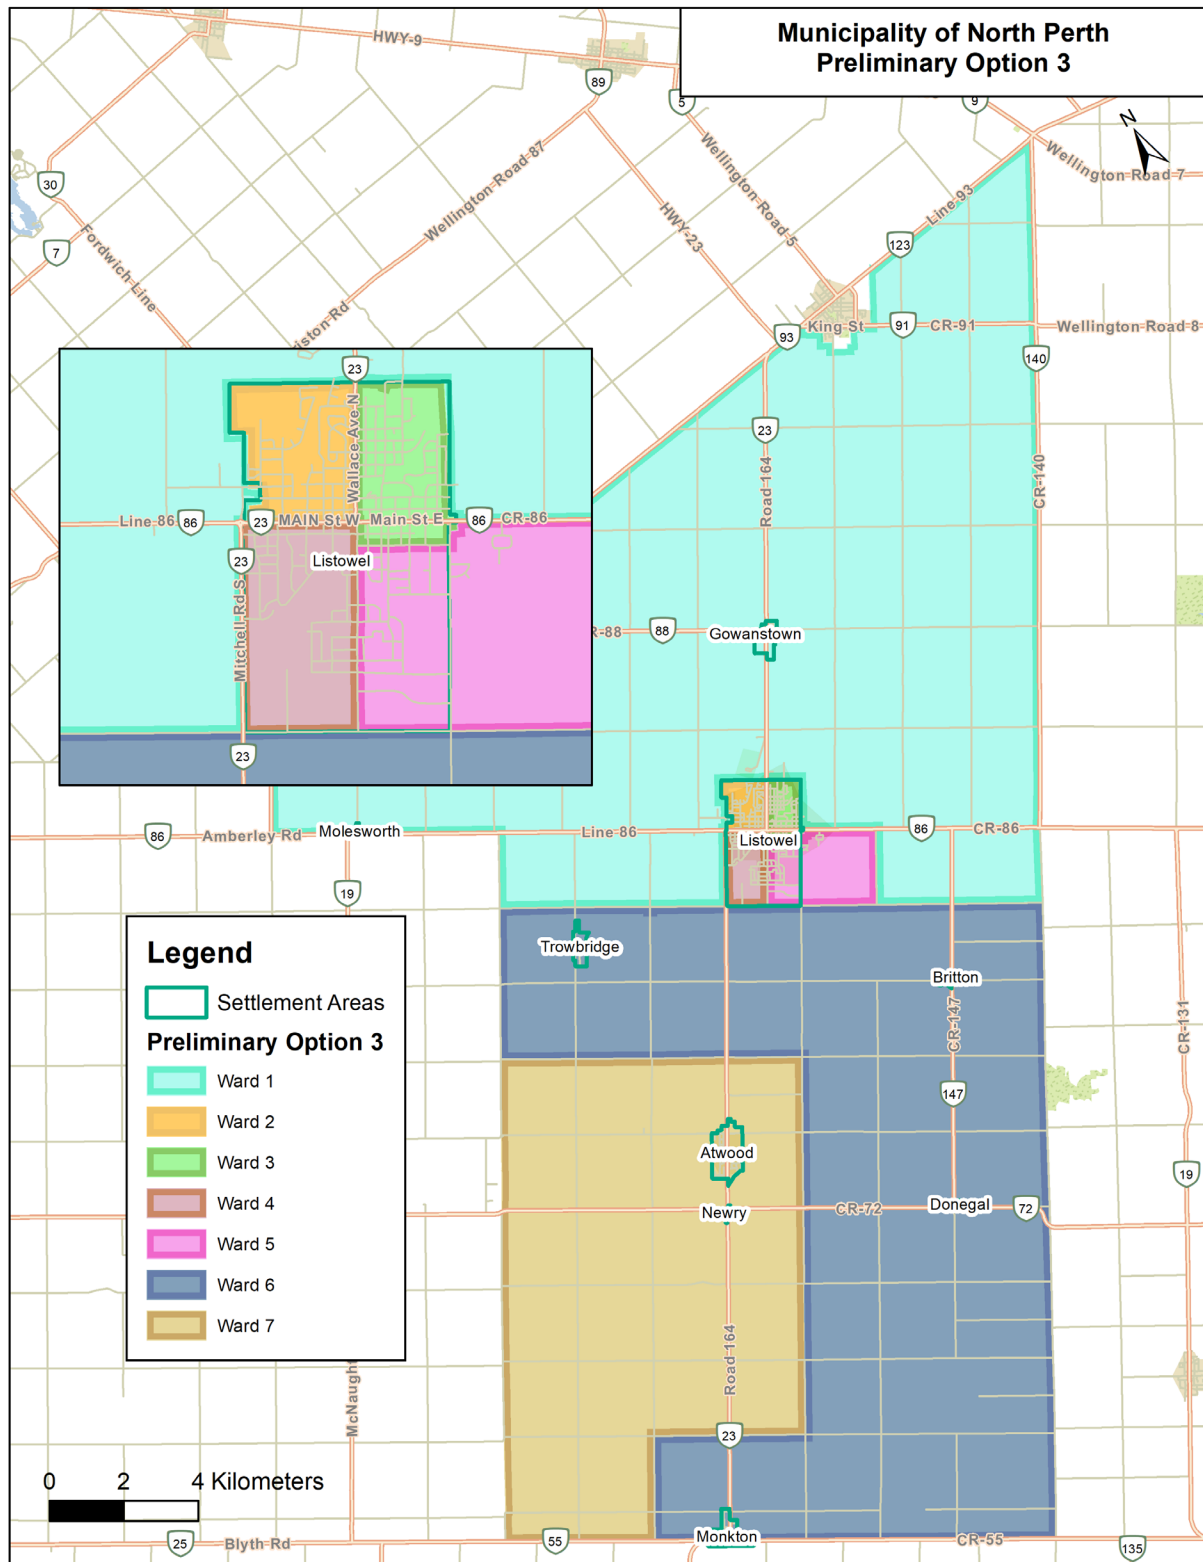 Municipality of North Perth
Preliminary Option 3
HWY-9
89
5
9
N
Wellington Road 7
30
7
Fordwich Line
Wellington Road 87
Wellington Road 5
HWY-23
Line 93
123
King St
93
91
CR-91
Wellington Road 8
140
iston Rd
23
Road 164
CR-140
23
Wallace Ave N
Line 86
86
23
MAIN St W
Main St E
86
CR-86
23
Listowel
Mitchell Rd S
23
R-88
88
Gowanstown
86
Amberley Rd
Molesworth
Line 86
Listowel
86
CR-86
19
Trowbridge
Britton
CR-147
CR-131
147
Atwood
19
Newry
CR-72
Donegal
72
Road 164
McNaught
23
Monkton
25
Blyth Rd
55
CR-55
135
Legend
Settlement Areas
Preliminary Option 3
Ward 1
Ward 2
Ward 3
Ward 4
Ward 5
Ward 6
Ward 7
0 2 4 Kilometers